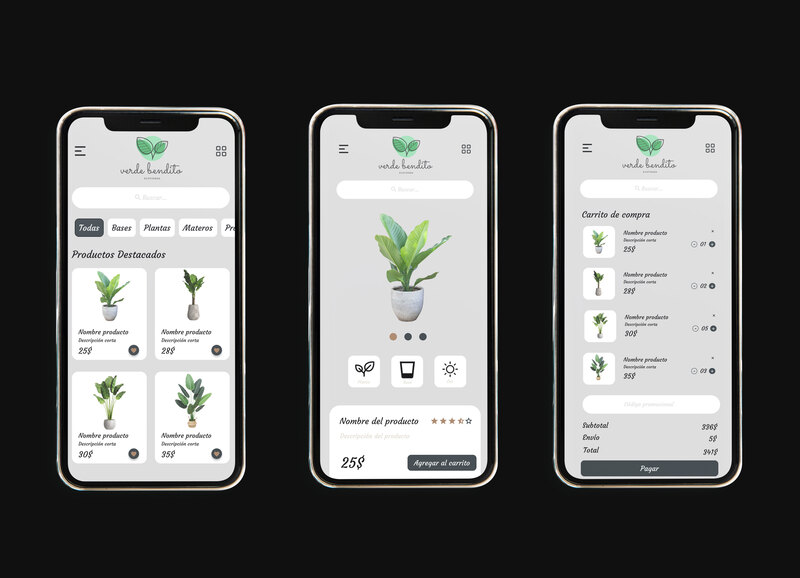 verde bendito
Buscar...
Todas
Bases
Plantas
Materos
Productos Destacados
Nombre producto
Descripción corta
25$
Nombre producto
Descripción corta
28$
Nombre producto
Descripción corta
30$
Nombre producto
Descripción corta
35$
verde bendito
Buscar...
Nombre del producto
Descripción del producto
25$
Agregar al carrito
verde bendito
Buscar...
Carrito de compra
Nombre producto
Descripción corta
25$
01
Nombre producto
Descripción corta
28$
02
Nombre producto
Descripción corta
30$
05
Nombre producto
Descripción corta
35$
03
Código promocional
Subtotal 336$
Envío 5$
Total 341$
Pagar